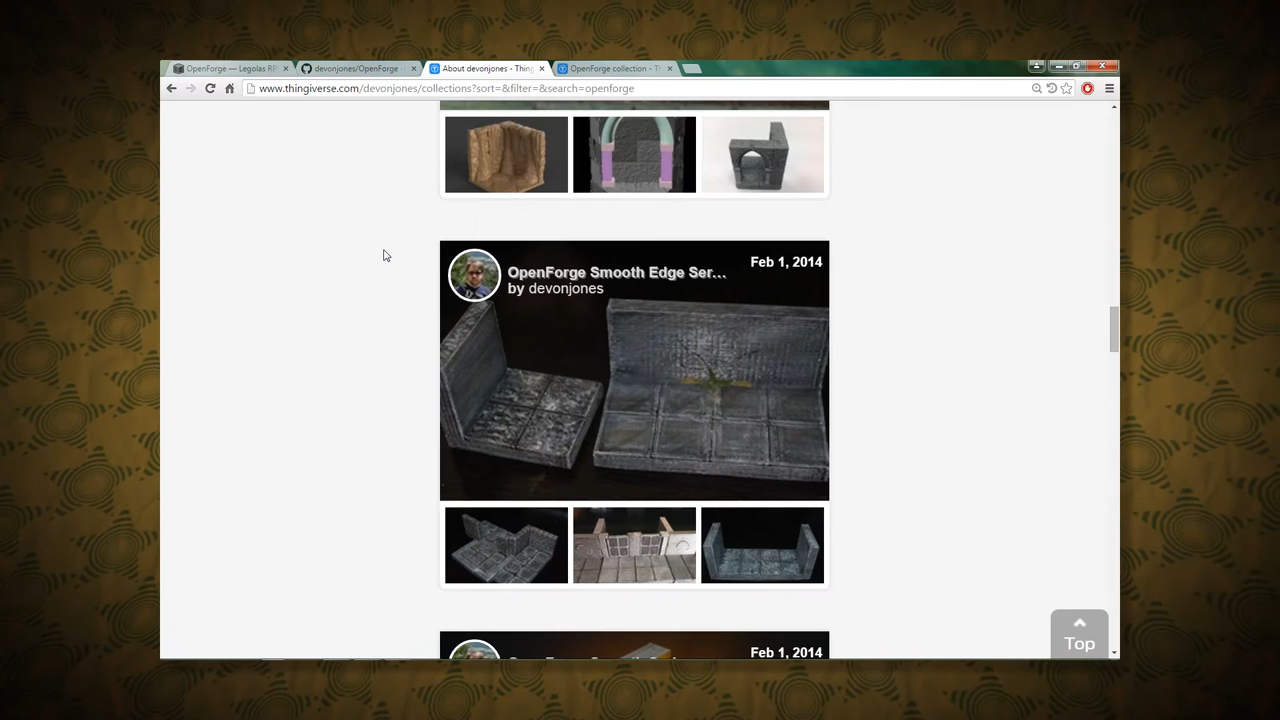 OpenForge — Legolas RP
devonjones/OpenForge
About devonjones - Thing
OpenForge collection - Th
www.thingiverse.com/devonjones/collections?sort=&filter=&search=openforge
OpenForge Smooth Edge Ser...
Feb 1, 2014
by devonjones
Top
Feb 1, 2014